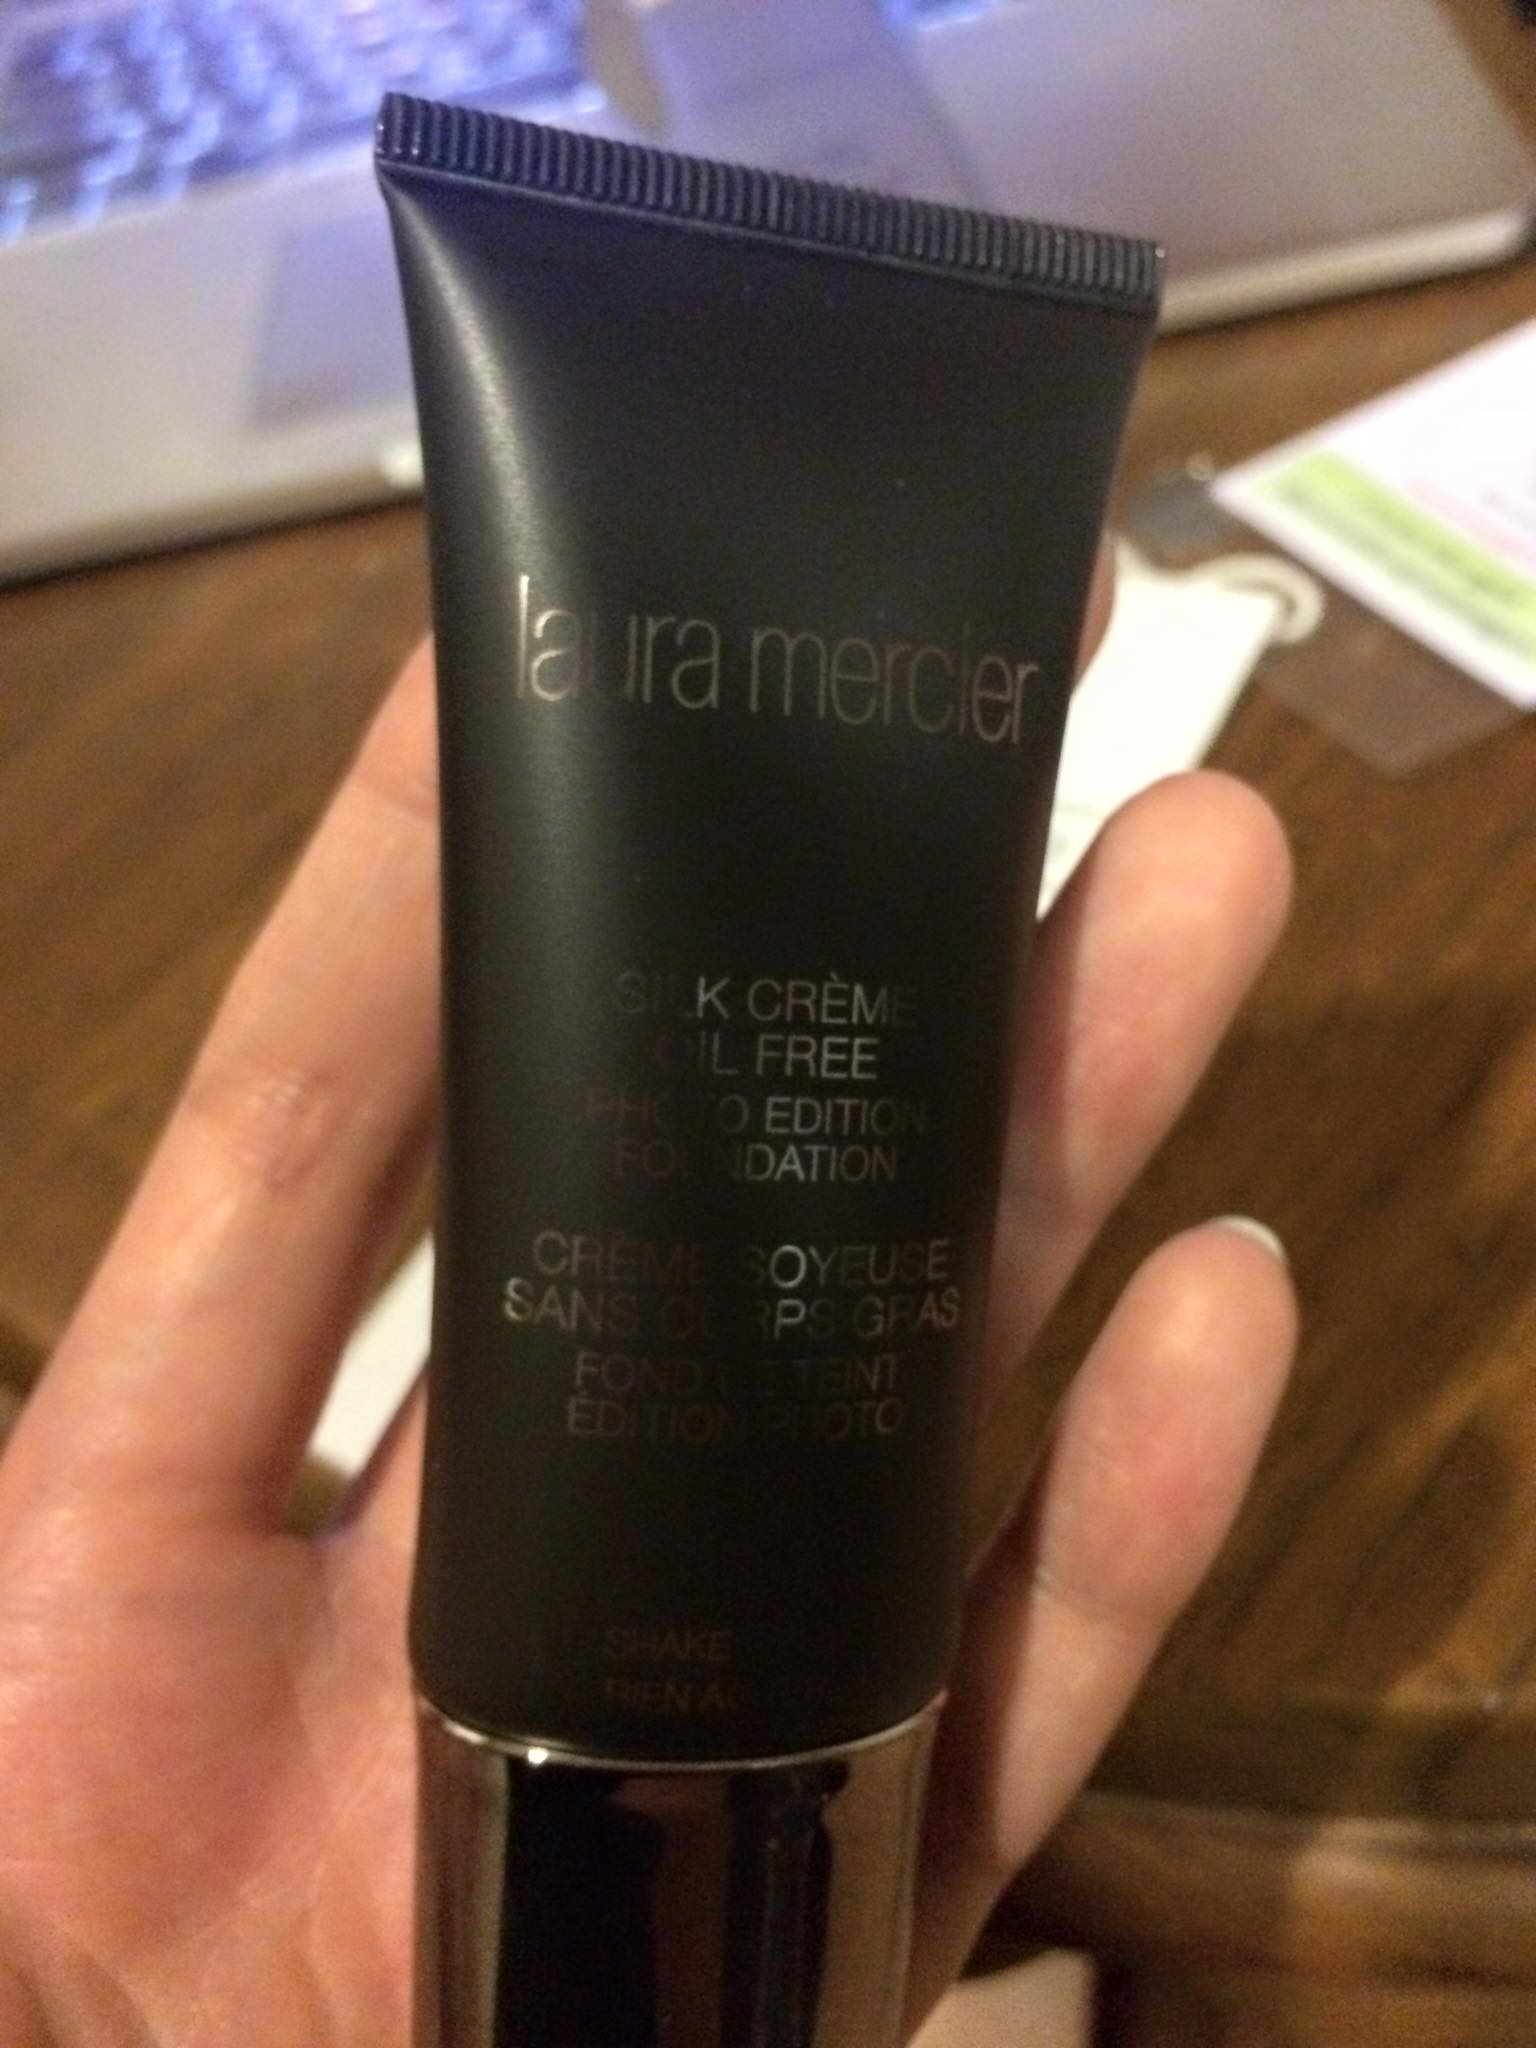 laura mercier
SILK CRÈME
OIL FREE
PHOTO EDITION
FOUNDATION
CRÈME SOYEUSE
SANS CORPS GRAS
FOND DE TEINT
ÉDITION PHOTO
SHAKE
BIEN